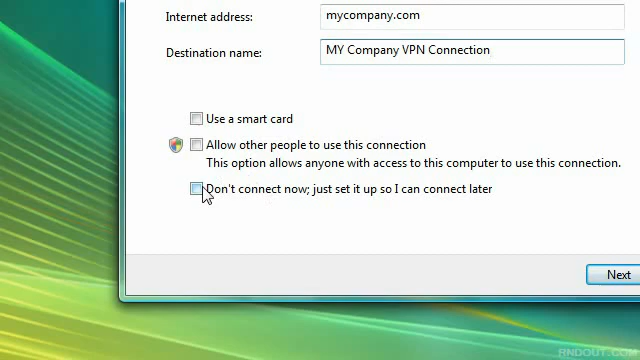 Internet address: mycompany.com
Destination name: MY Company VPN Connection
Use a smart card
Allow other people to use this connection
This option allows anyone with access to this computer to use this connection.
Don't connect now; just set it up so I can connect later
Next
RNDOUT.COM